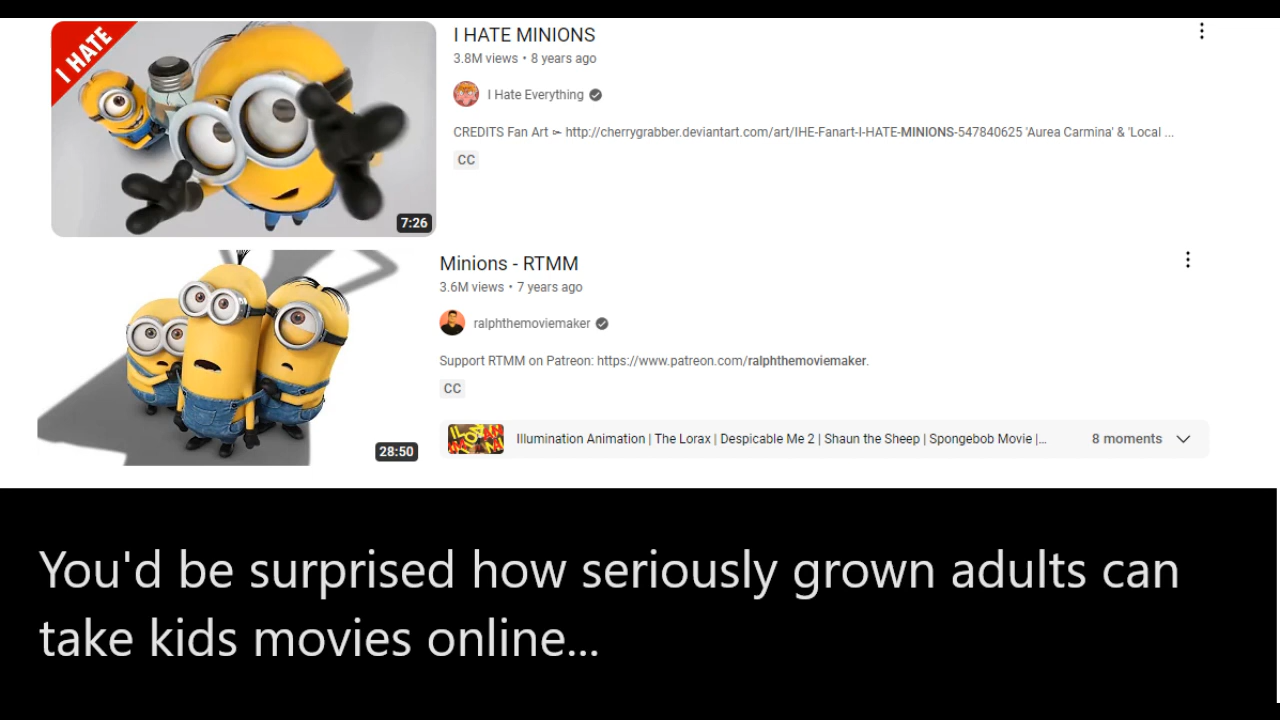 I HATE
7:26
I HATE MINIONS
3.8M views • 8 years ago
I Hate Everything
CREDITS Fan Art ➤ http://cherrygrabber.deviantart.com/art/IHE-Fanart-I-HATE-MINIONS-547840625 'Aurea Carmina' & 'Local ...
CC
28:50
Minions - RTMM
3.6M views • 7 years ago
ralphthemoviemaker
Support RTMM on Patreon: https://www.patreon.com/ralphthemoviemaker.
CC
Illumination Animation | The Lorax | Despicable Me 2 | Shaun the Sheep | Spongebob Movie |...
8 moments
You'd be surprised how seriously grown adults can
take kids movies online...